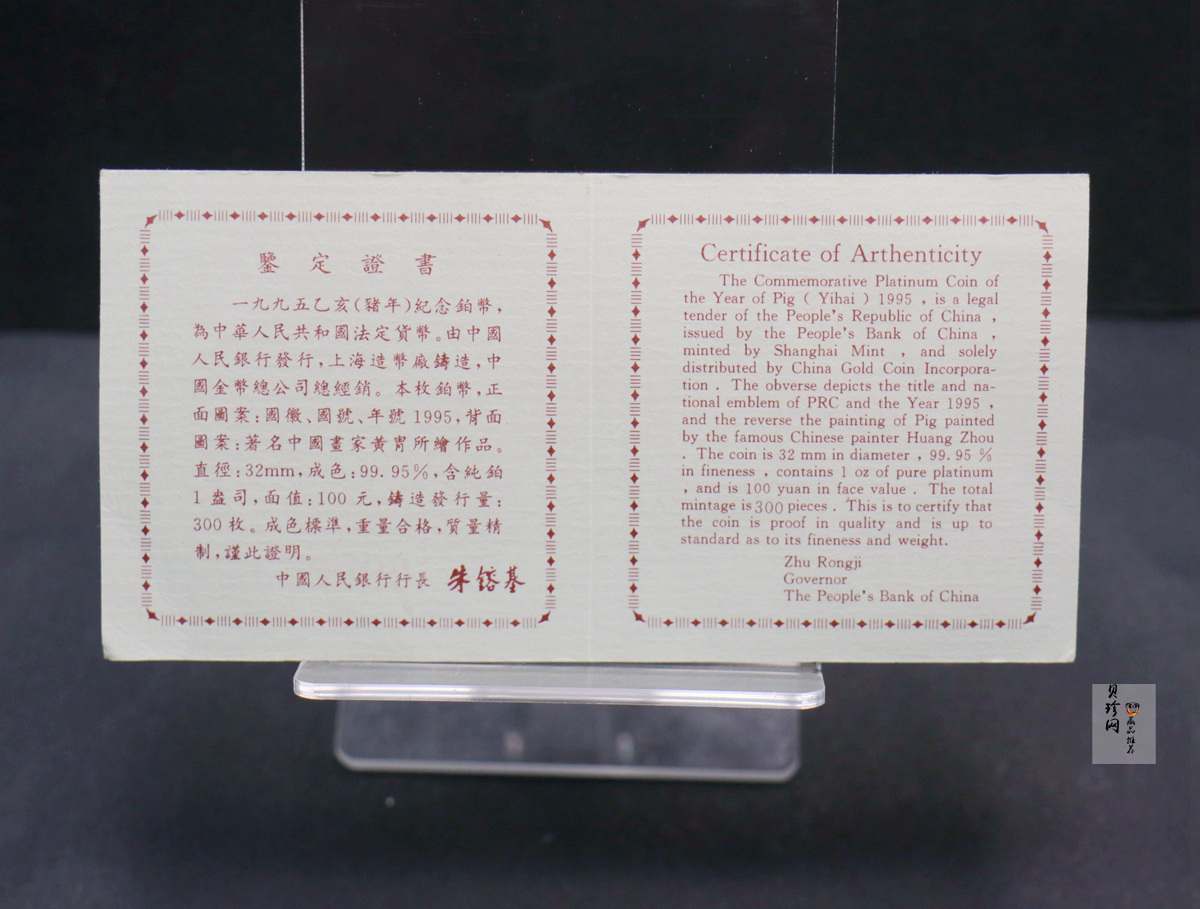 鑒定證書
一九九五乙亥(豬年)紀念鉑幣,
為中華人民共和國法定貨幣。由中國
人民銀行發行,上海造幣廠鑄造,中
國金幣總公司總經銷。本枚鉑幣,正
面圖案:國徽、國號、年號1995,背面
圖案:著名中國畫家黃冑所繪作品。
直徑:32mm,成色:99.95%,含純鉑
1盎司,面值:100元,鑄造發行量:
300枚。成色標準,重量合格,質量精
制,謹此證明。
中國人民銀行行長 朱鎔基
Certificate of Arthenticity
The Commemorative Platinum Coin of
the Year of Pig ( Yihai ) 1995 , is a legal
tender of the People's Republic of China ,
issued by the People's Bank of China ,
minted by Shanghai Mint , and solely
distributed by China Gold Coin Incorpora-
tion . The obverse depicts the title and na-
tional emblem of PRC and the Year 1995 ,
and the reverse the painting of Pig painted
by the famous Chinese painter Huang Zhou
. The coin is 32 mm in diameter , 99.95 %
in fineness , contains 1 oz of pure platinum
, and is 100 yuan in face value . The total
mintage is 300 pieces . This is to certify that
the coin is proof in quality and is up to
standard as to its fineness and weight.
Zhu Rongji
Governor
The People's Bank of China
貝珍网
藏品推荐